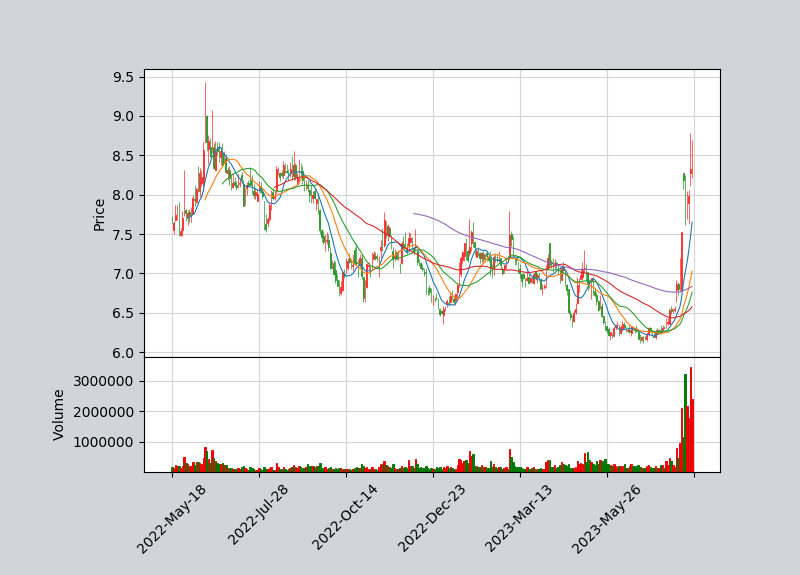 9.5
9.0
8.5
8.0
7.5
7.0
6.5
6.0
Price
3000000
2000000
1000000
Volume
2022-May-18
2022-Jul-28
2022-Oct-14
2022-Dec-23
2023-Mar-13
2023-May-26